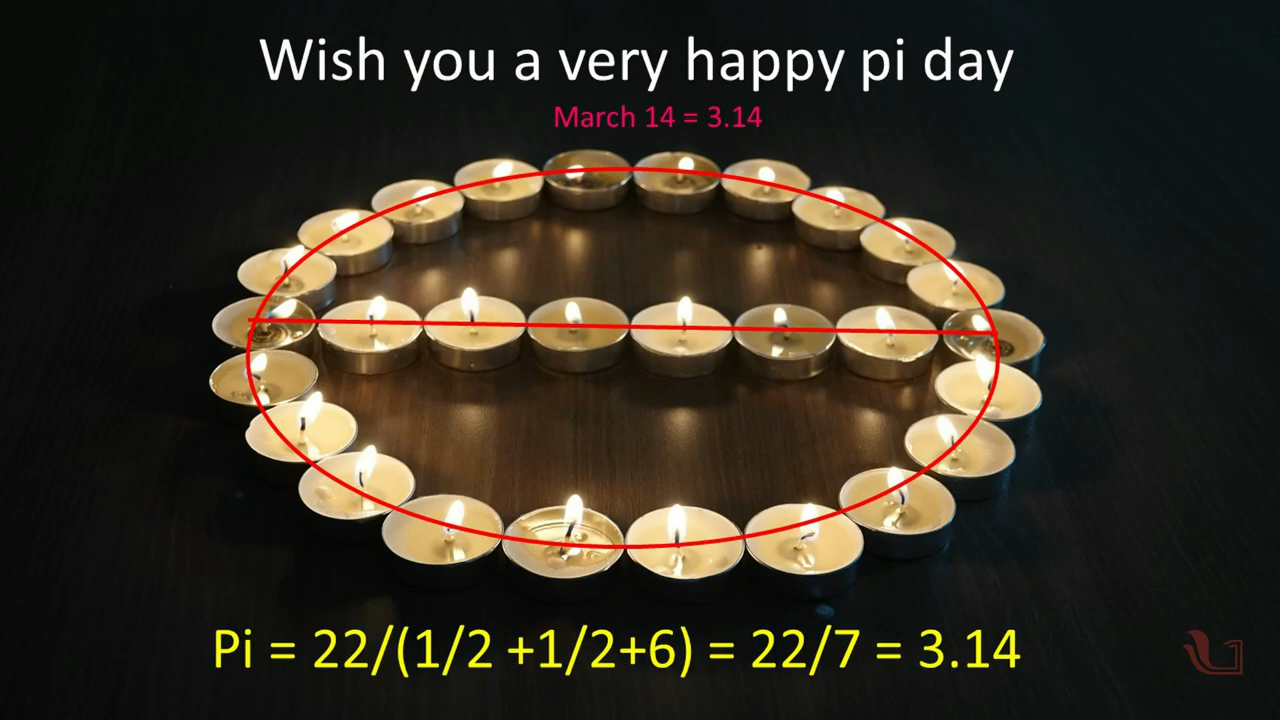 Wish you a very happy pi day
March 14 = 3.14
Pi = 22/(1/2 +1/2+6) = 22/7 = 3.14